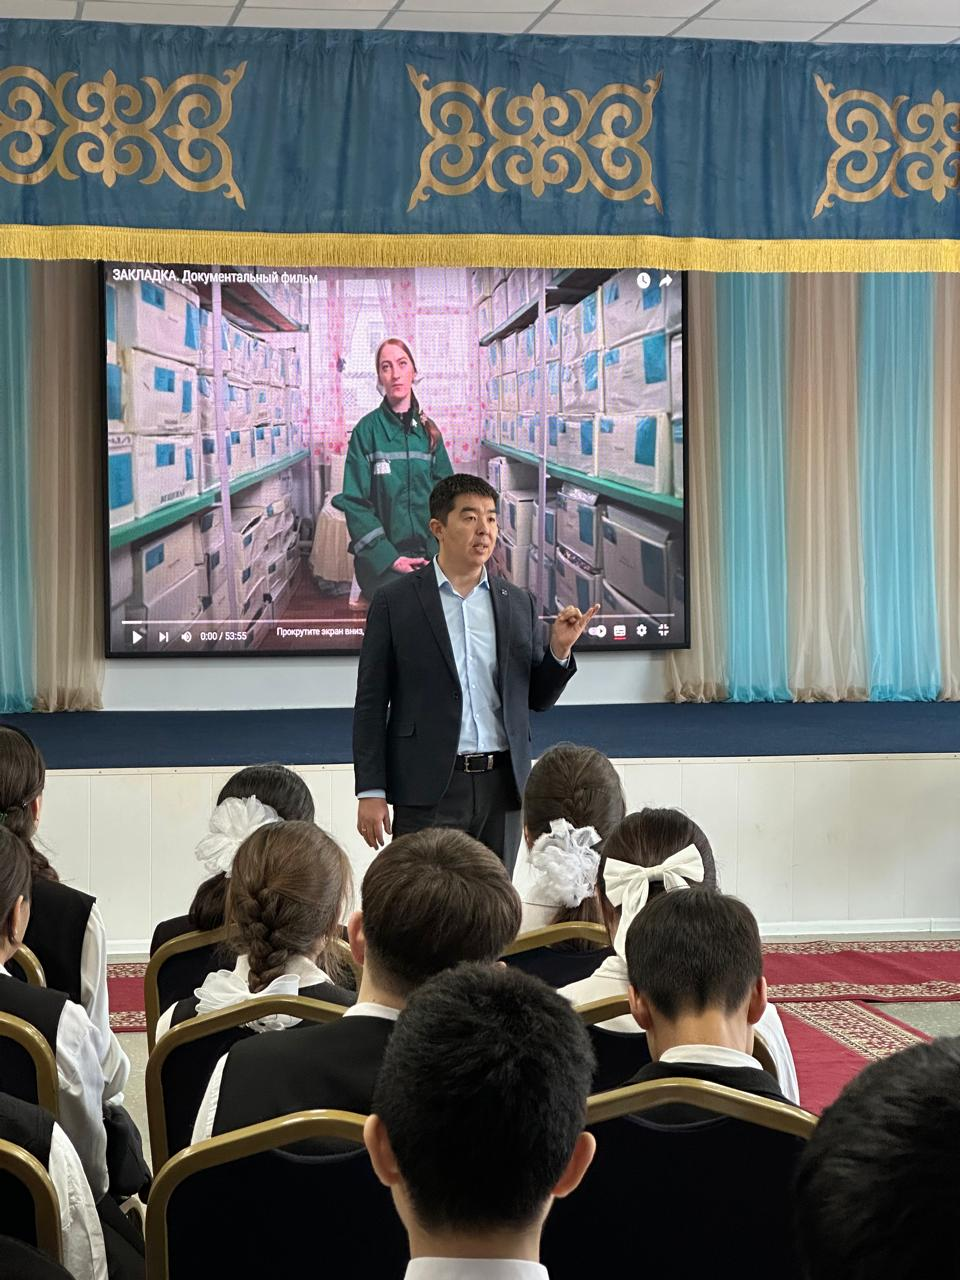 ЗАКЛАДКА. Документальный фильм
0:00 / 53:55
Прокрутите экран вниз,